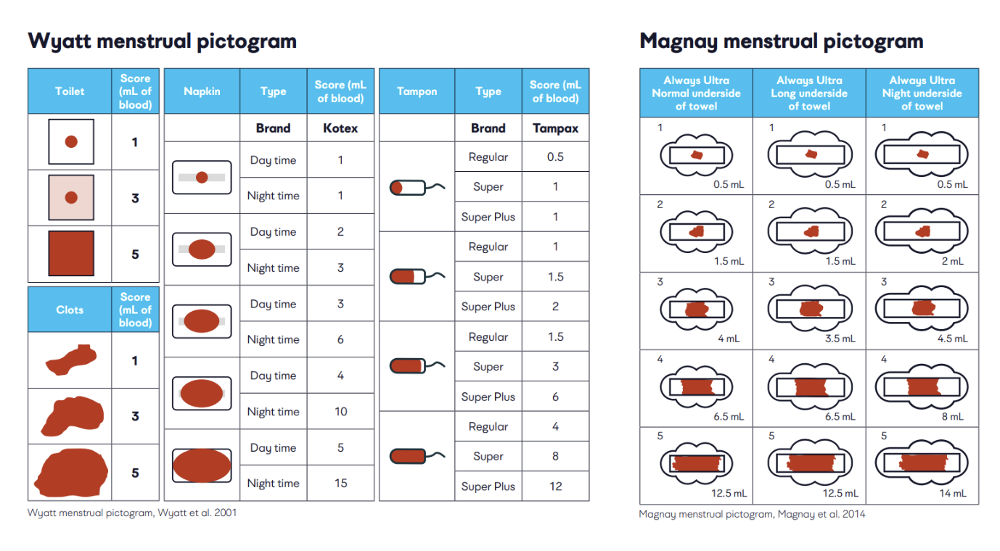 Wyatt menstrual pictogram
Toilet
Score
(mL of
blood)
1
3
5
Clots
Score
(mL of
blood)
1
3
5
Napkin
Type
Score (mL
of blood)
Brand
Kotex
Day time
1
Night time
1
Day time
2
Night time
3
Day time
3
Night time
6
Day time
4
Night time
10
Day time
5
Night time
15
Tampon
Type
Score (mL
of blood)
Brand
Tampax
Regular
0.5
Super
1
Super Plus
1
Regular
1
Super
1.5
Super Plus
2
Regular
1.5
Super
3
Super Plus
6
Regular
4
Super
8
Super Plus
12
Wyatt menstrual pictogram, Wyatt et al. 2001
Magnay menstrual pictogram
Always Ultra
Normal underside
of towel
Always Ultra
Long underside
of towel
Always Ultra
Night underside
of towel
1
0.5 mL
1
0.5 mL
1
0.5 mL
2
1.5 mL
2
1.5 mL
2
2 mL
3
4 mL
3
3.5 mL
3
4.5 mL
4
6.5 mL
4
6.5 mL
4
8 mL
5
12.5 mL
5
12.5 mL
5
14 mL
Magnay menstrual pictogram, Magnay et al. 2014